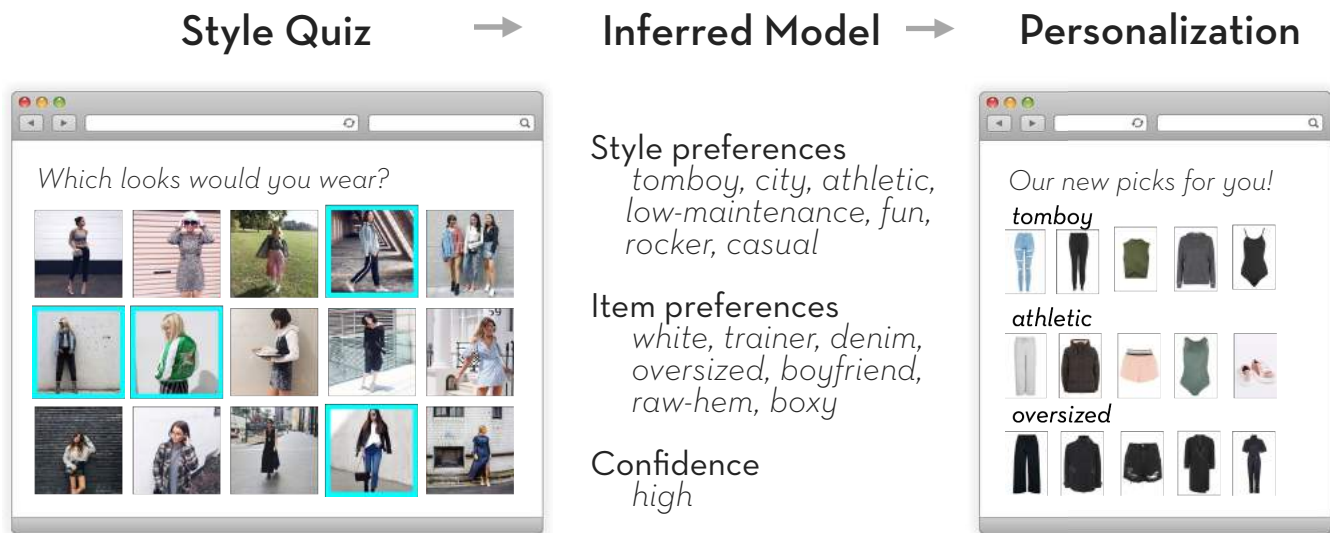 Style Quiz → Inferred Model → Personalization
Which looks would you wear?
59
Style preferences
tomboy, city, athletic,
low-maintenance, fun,
rocker, casual
Item preferences
white, trainer, denim,
oversized, boyfriend,
raw-hem, boxy
Confidence
high
Our new picks for you!
tomboy
athletic
oversized